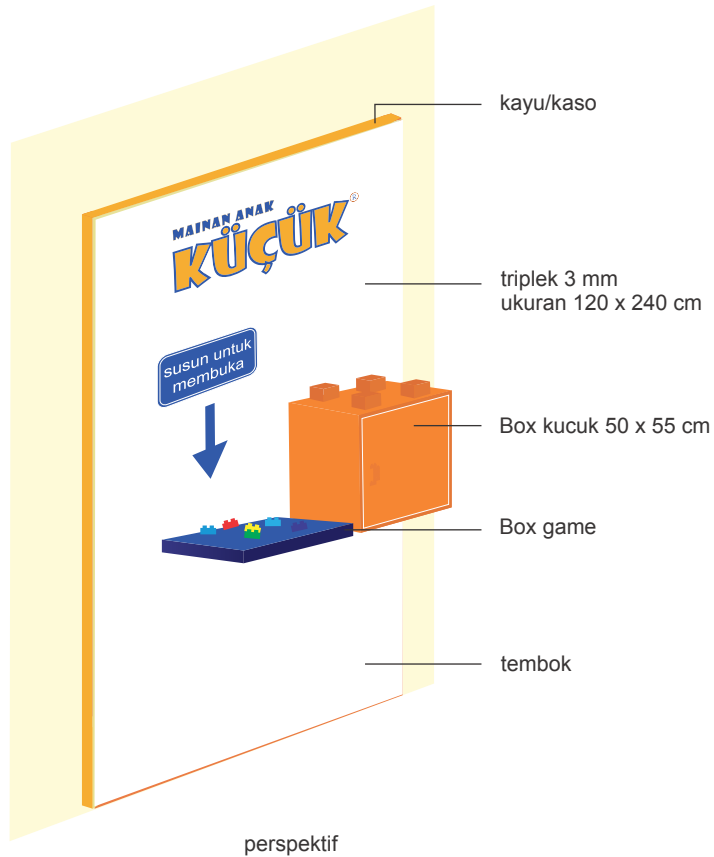 kayu/kaso
MAINAN ANAK
KÜÇÜK®
triplek 3 mm
ukuran 120 x 240 cm
susun untuk
membuka
Box kucuk 50 x 55 cm
Box game
tembok
perspektif